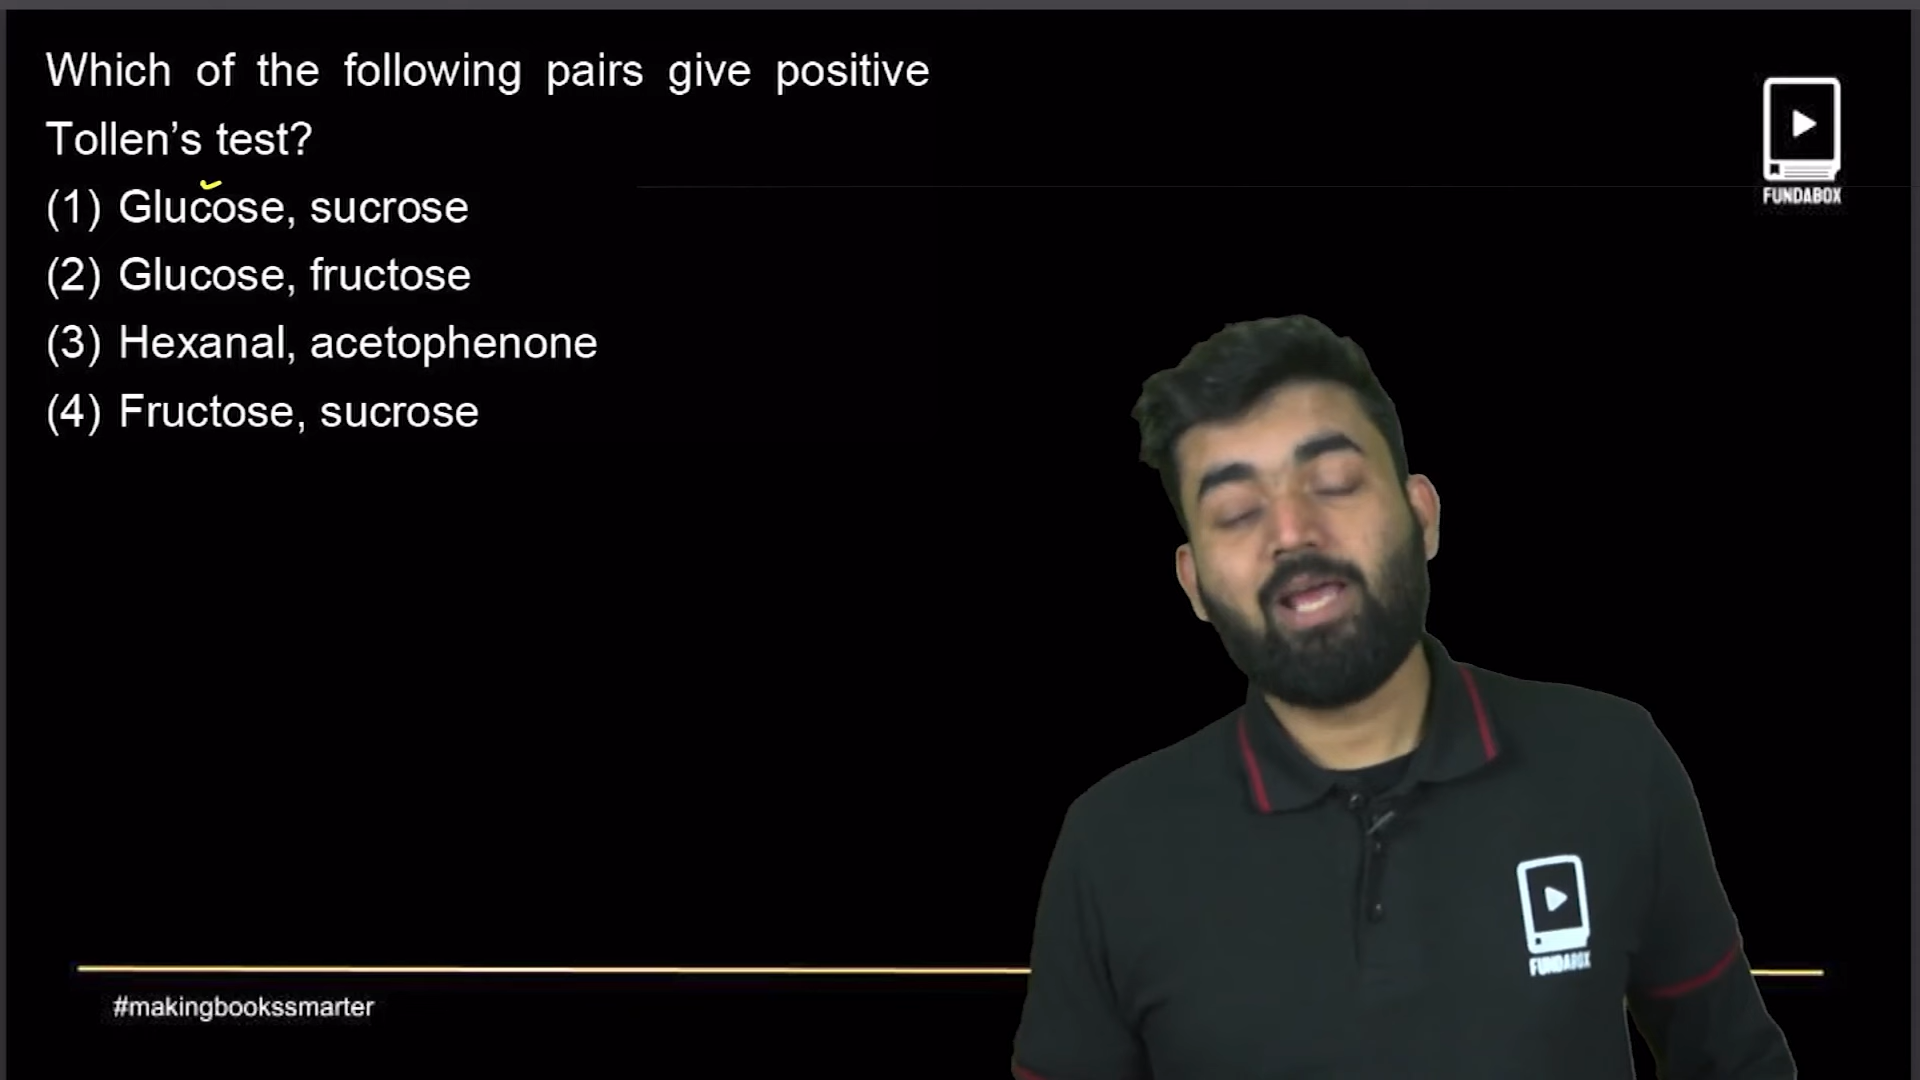 Which of the following pairs give positive
Tollen’s test?
(1) Glucose, sucrose
(2) Glucose, fructose
(3) Hexanal, acetophenone
(4) Fructose, sucrose
FUNDABOX
FUNDABOX
#makingbookssmarter